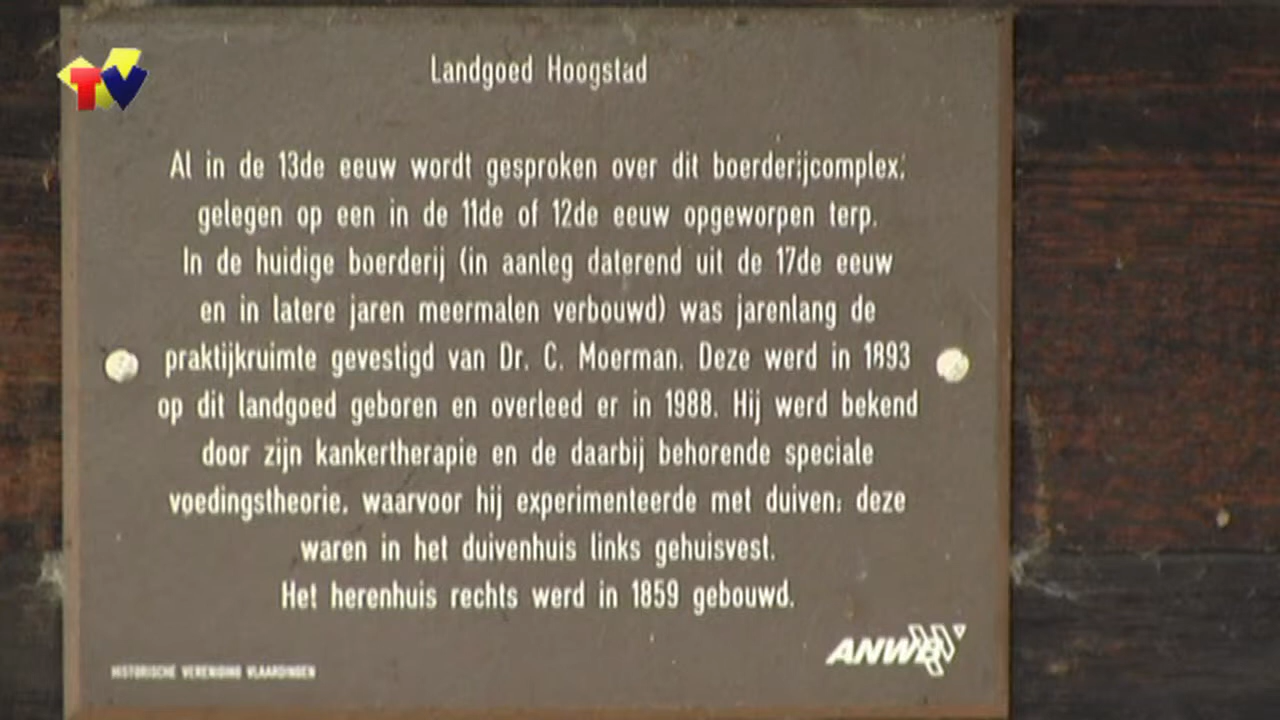 TV
Landgoed Hoogstad
Al in de 13de eeuw wordt gesproken over dit boerderijcomplex,
gelegen op een in de 11de of 12de eeuw opgeworpen terp.
In de huidige boerderij (in aanleg daterend uit de 17de eeuw
en in latere jaren meermalen verbouwd) was jarenlang de
praktijkruimte gevestigd van Dr. C. Moerman. Deze werd in 1893
op dit landgoed geboren en overleed er in 1988. Hij werd bekend
door zijn kankertherapie en de daarbij behorende speciale
voedingstheorie, waarvoor hij experimenteerde met duiven; deze
waren in het duivenhuis links gehuisvest.
Het herenhuis rechts werd in 1859 gebouwd.
HISTORISCHE VERENIGING VLAARDINGEN
ANWB